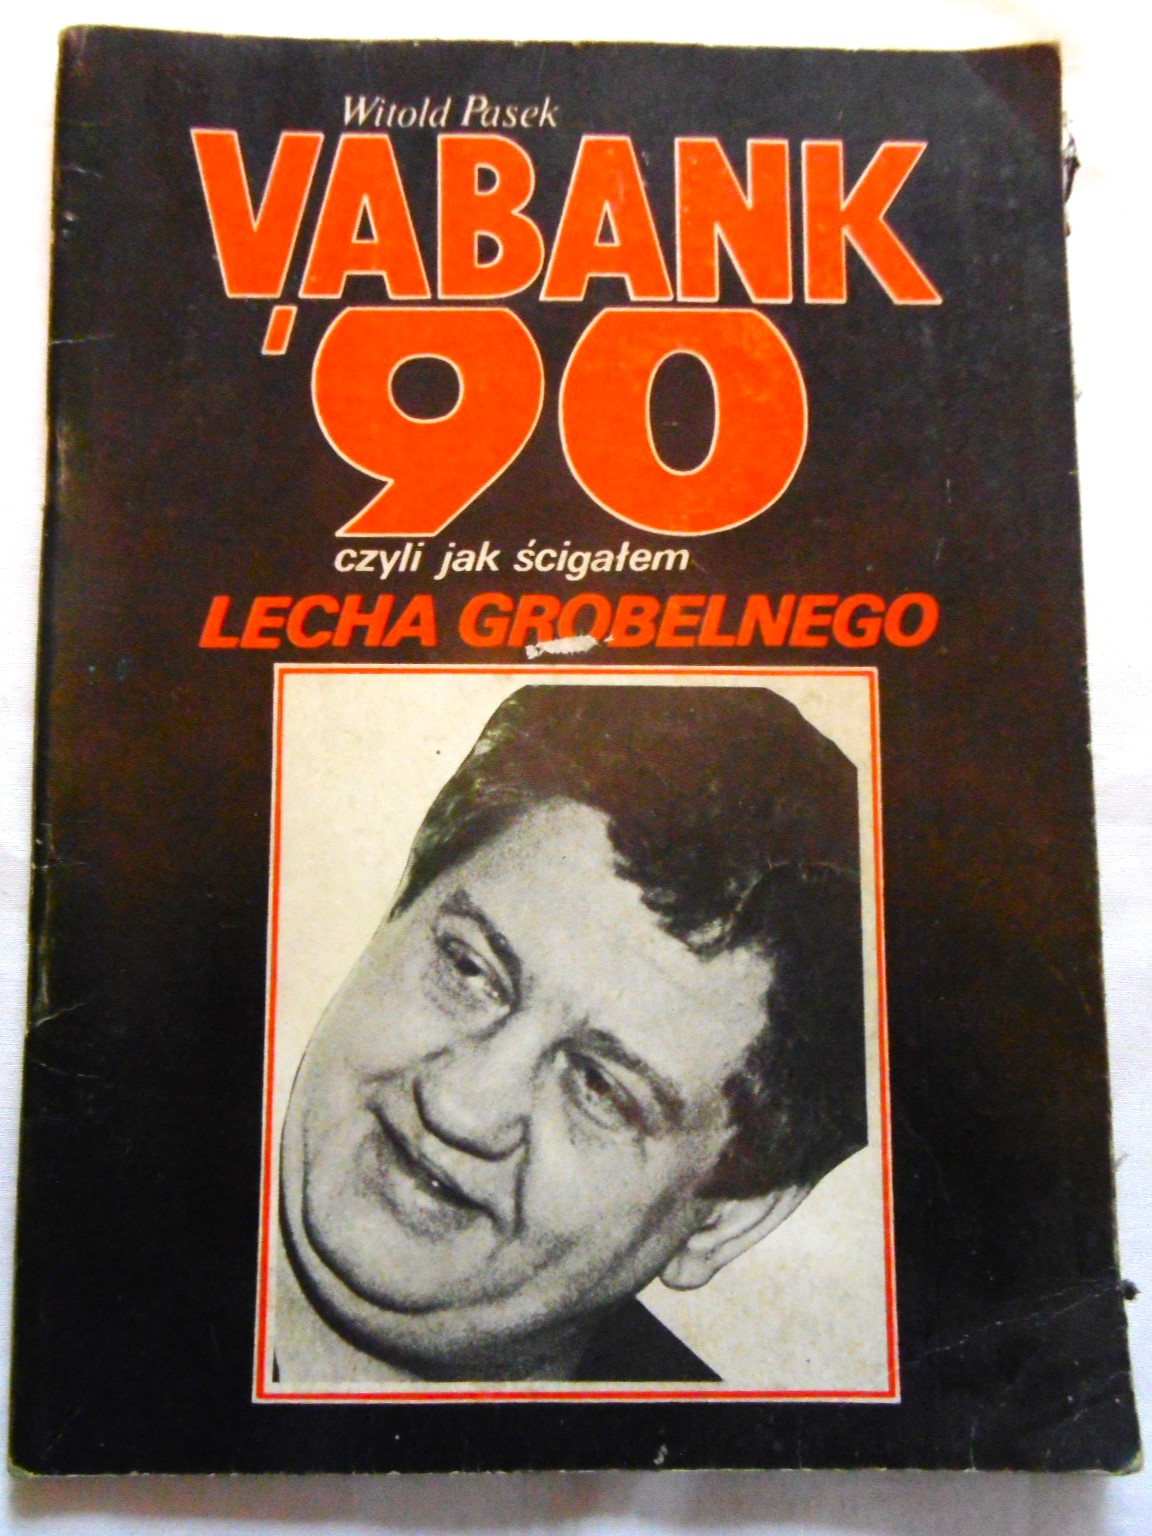 Witold Pasek
VABANK
'90
czyli jak ścigałem
LECHA GROBELNEGO